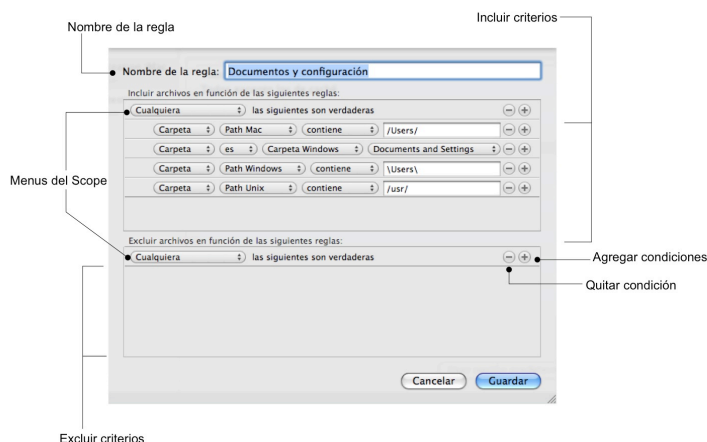 Incluir criterios
Nombre de la regla
Nombre de la regla: Documentos y configuración
Incluir archivos en función de las siguientes reglas:
Cualquiera las siguientes son verdaderas
Carpeta Path Mac contiene /Users/
Carpeta es Carpeta Windows Documents and Settings
Carpeta Path Windows contiene \Users\
Carpeta Path Unix contiene /usr/
Menus del Scope
Excluir archivos en función de las siguientes reglas:
Cualquiera las siguientes son verdaderas
Agregar condiciones
Quitar condición
Cancelar Guardar
Excluir criterios